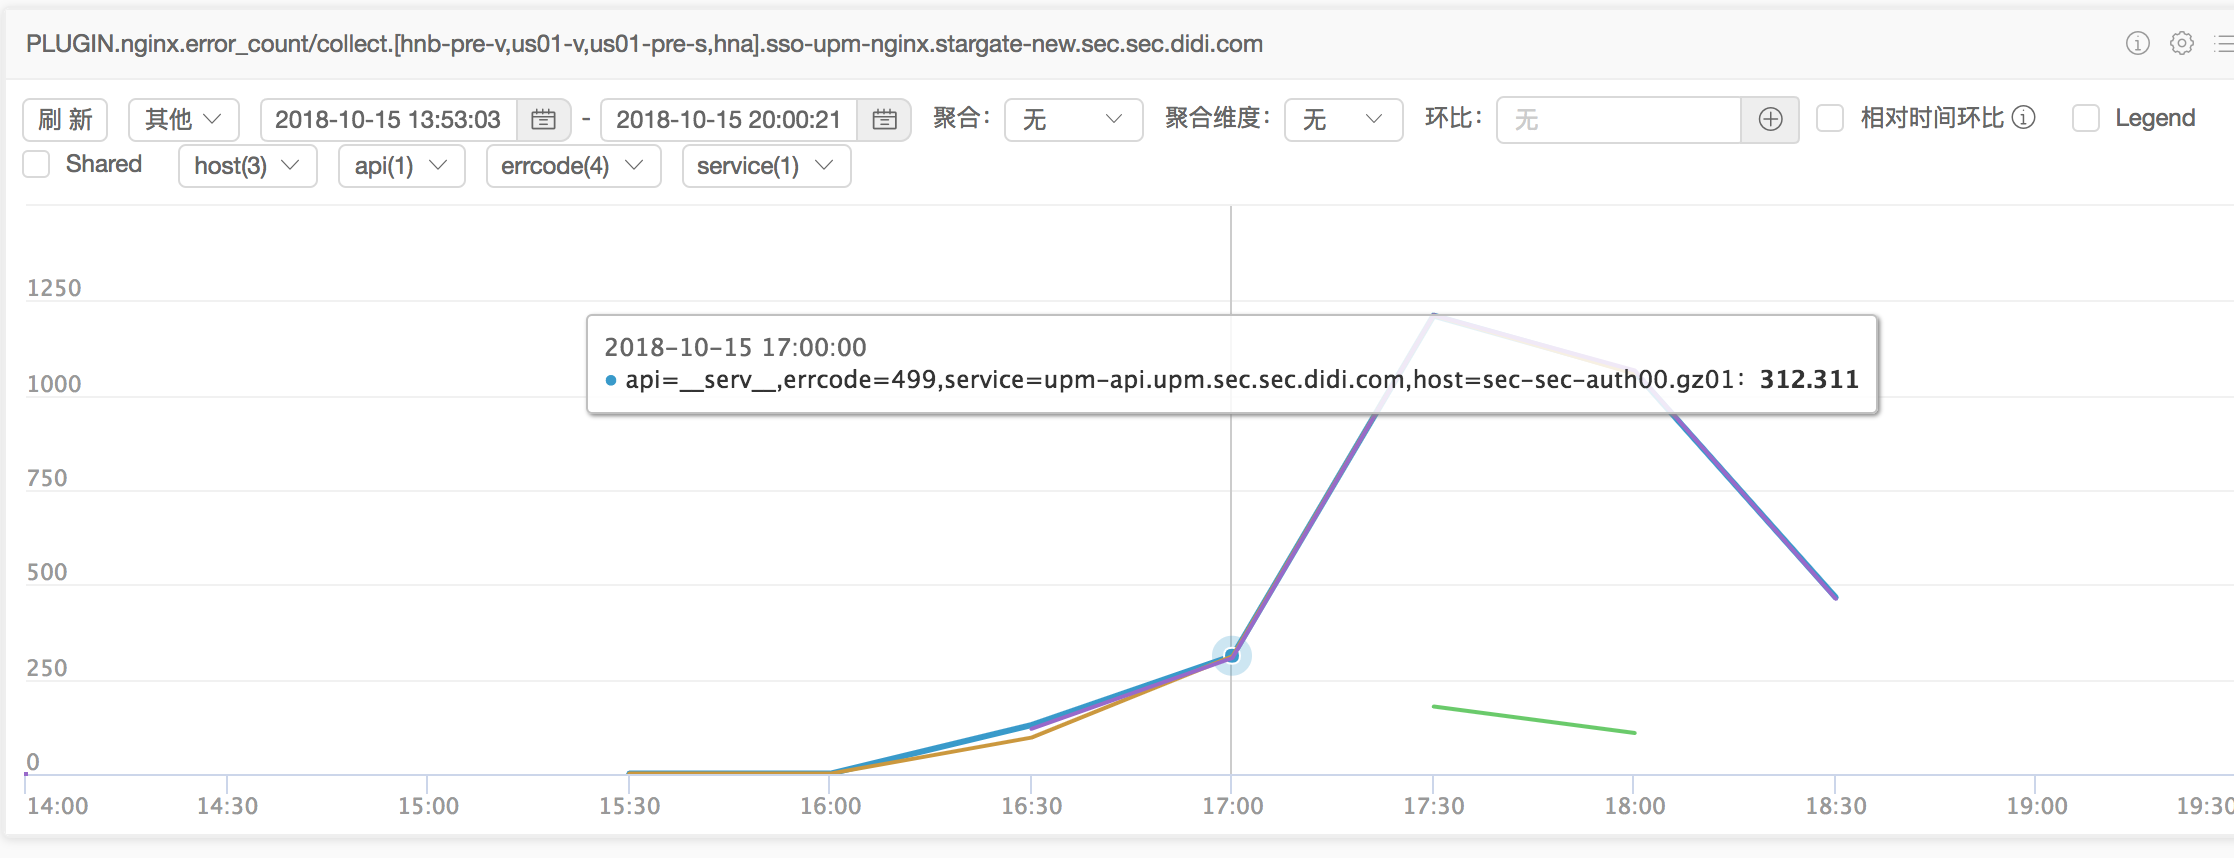 PLUGIN.nginx.error_count/collect.[hnb-pre-v,us01-v,us01-pre-s,hna].sso-upm-nginx.stargate-new.sec.sec.didi.com
刷 新 其他 2018-10-15 13:53:03 - 2018-10-15 20:00:21 聚合: 无 聚合维度: 无 环比: 无 相对时间环比 Legend
Shared host(3) api(1) errcode(4) service(1)
1250
2018-10-15 17:00:00
api=__serv__,errcode=499,service=upm-api.upm.sec.sec.didi.com,host=sec-sec-auth00.gz01: 312.311
1000
750
500
250
0
14:00 14:30 15:00 15:30 16:00 16:30 17:00 17:30 18:00 18:30 19:00 19:30